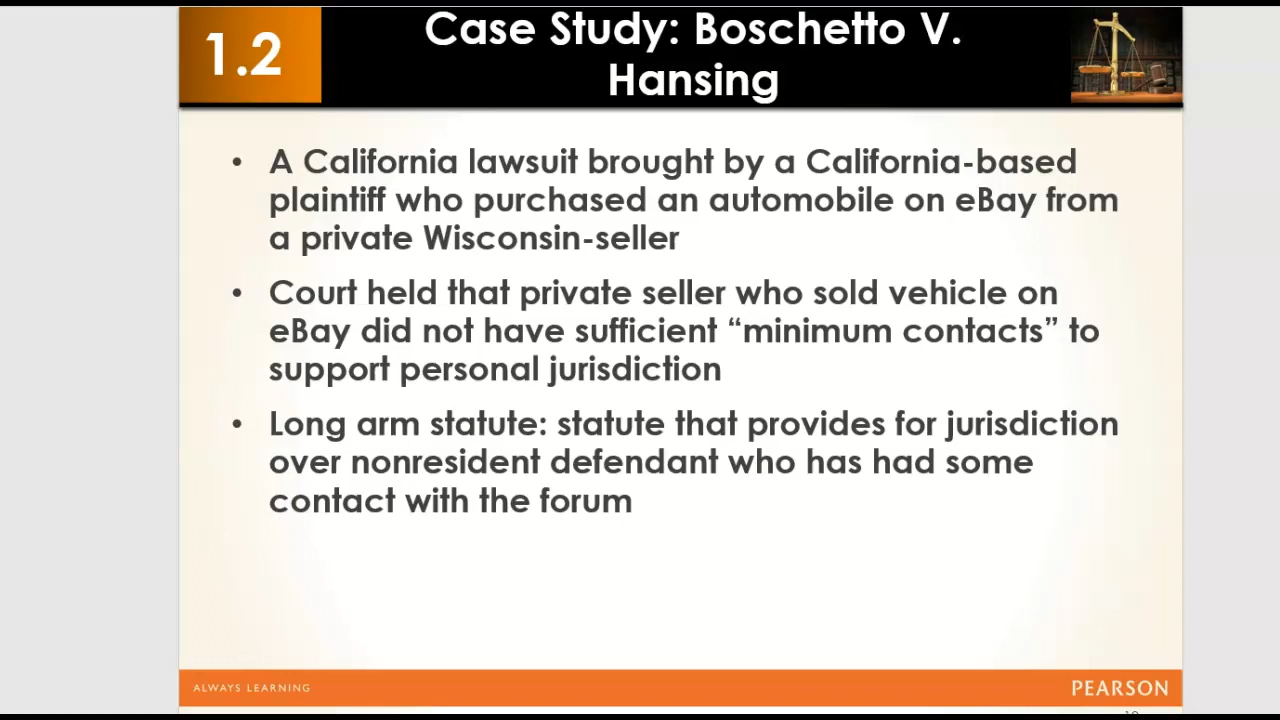 1.2
Case Study: Boschetto V.
Hansing
• A California lawsuit brought by a California-based
plaintiff who purchased an automobile on eBay from
a private Wisconsin-seller
• Court held that private seller who sold vehicle on
eBay did not have sufficient “minimum contacts” to
support personal jurisdiction
• Long arm statute: statute that provides for jurisdiction
over nonresident defendant who has had some
contact with the forum
ALWAYS LEARNING
PEARSON